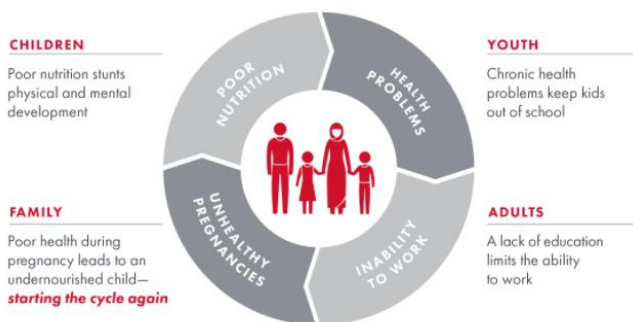 CHILDREN
Poor nutrition stunts
physical and mental
development
POOR
NUTRITION
HEALTH
PROBLEMS
YOUTH
Chronic health
problems keep kids
out of school
FAMILY
Poor health during
pregnancy leads to an
undernourished child—
starting the cycle again
UNHEALTHY
PREGNANCIES
INABILITY
TO WORK
ADULTS
A lack of education
limits the ability
to work